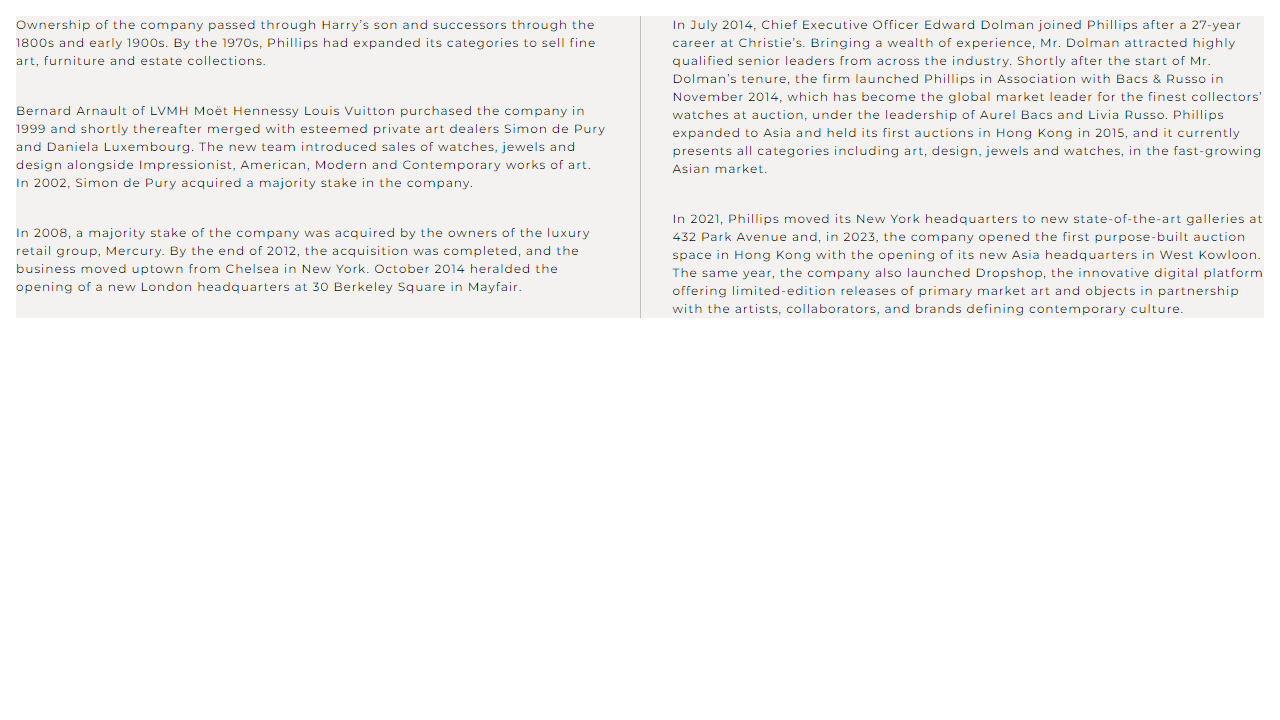 Ownership of the company passed through Harry’s son and successors through the
1800s and early 1900s. By the 1970s, Phillips had expanded its categories to sell fine
art, furniture and estate collections.
Bernard Arnault of LVMH Moët Hennessy Louis Vuitton purchased the company in
1999 and shortly thereafter merged with esteemed private art dealers Simon de Pury
and Daniela Luxembourg. The new team introduced sales of watches, jewels and
design alongside Impressionist, American, Modern and Contemporary works of art.
In 2002, Simon de Pury acquired a majority stake in the company.
In 2008, a majority stake of the company was acquired by the owners of the luxury
retail group, Mercury. By the end of 2012, the acquisition was completed, and the
business moved uptown from Chelsea in New York. October 2014 heralded the
opening of a new London headquarters at 30 Berkeley Square in Mayfair.
In July 2014, Chief Executive Officer Edward Dolman joined Phillips after a 27-year
career at Christie’s. Bringing a wealth of experience, Mr. Dolman attracted highly
qualified senior leaders from across the industry. Shortly after the start of Mr.
Dolman’s tenure, the firm launched Phillips in Association with Bacs & Russo in
November 2014, which has become the global market leader for the finest collectors’
watches at auction, under the leadership of Aurel Bacs and Livia Russo. Phillips
expanded to Asia and held its first auctions in Hong Kong in 2015, and it currently
presents all categories including art, design, jewels and watches, in the fast-growing
Asian market.
In 2021, Phillips moved its New York headquarters to new state-of-the-art galleries at
432 Park Avenue and, in 2023, the company opened the first purpose-built auction
space in Hong Kong with the opening of its new Asia headquarters in West Kowloon.
The same year, the company also launched Dropshop, the innovative digital platform
offering limited-edition releases of primary market art and objects in partnership
with the artists, collaborators, and brands defining contemporary culture.